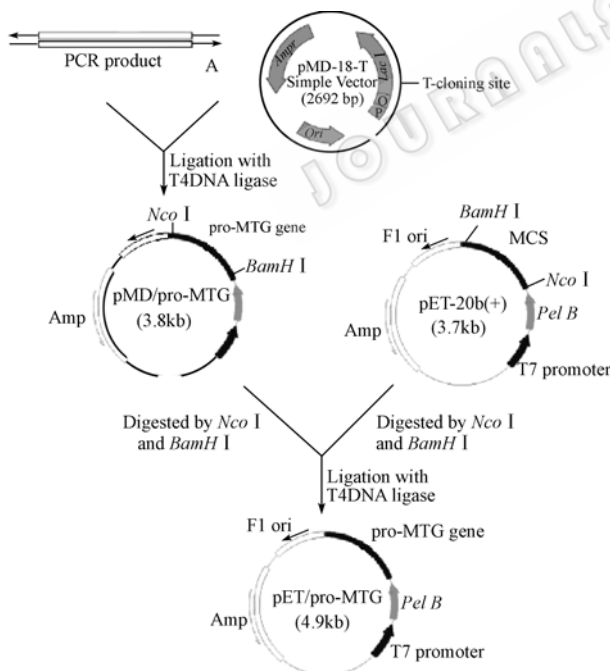 JOURNALS
PCR product
A
Ampr
pMD-18-T
Simple Vector
(2692 bp)
Lac
O
P
Ori
T-cloning site
Ligation with
T4DNA ligase
Nco I
pro-MTG gene
BamH I
pMD/pro-MTG
(3.8kb)
Amp
BamH I
F1 ori
MCS
Nco I
pET-20b(+)
(3.7kb)
Amp
Pel B
T7 promoter
Digested by Nco I
and BamH I
Digested by Nco I
and BamH I
Ligation with
T4DNA ligase
F1 ori
pro-MTG gene
pET/pro-MTG
(4.9kb)
Amp
Pel B
T7 promoter